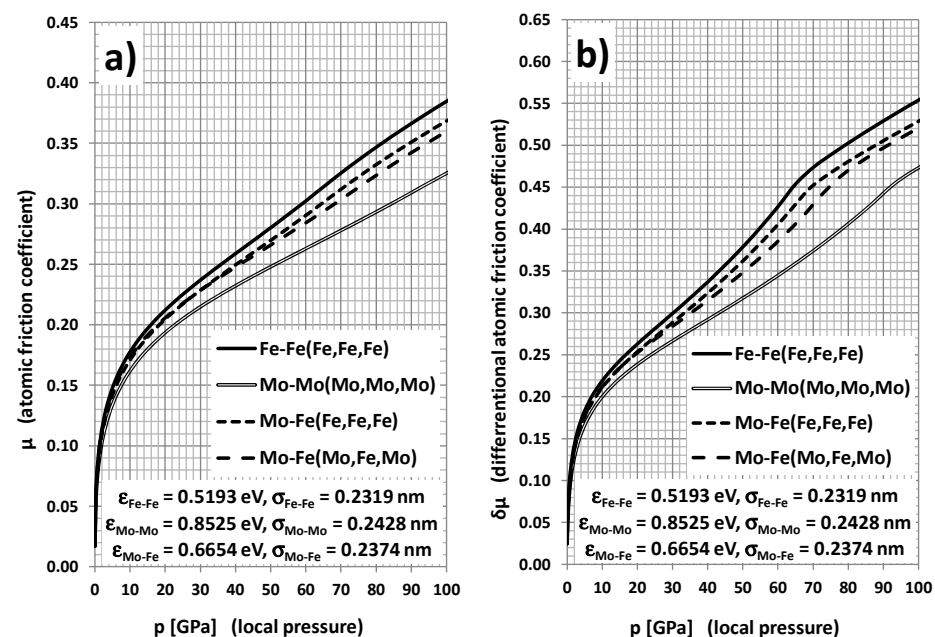 a)
μ (atomic friction coefficient)
0.45
0.40
0.35
0.30
0.25
0.20
0.15
0.10
0.05
0.00
Fe-Fe(Fe,Fe,Fe)
Mo-Mo(Mo,Mo,Mo)
Mo-Fe(Fe,Fe,Fe)
Mo-Fe(Mo,Fe,Mo)
εFe-Fe = 0.5193 eV, σFe-Fe = 0.2319 nm
εMo-Mo = 0.8525 eV, σMo-Mo = 0.2428 nm
εMo-Fe = 0.6654 eV, σMo-Fe = 0.2374 nm
0 10 20 30 40 50 60 70 80 90 100
p [GPa] (local pressure)
b)
δμ (differrentional atomic friction coefficient)
0.65
0.60
0.55
0.50
0.45
0.40
0.35
0.30
0.25
0.20
0.15
0.10
0.05
0.00
Fe-Fe(Fe,Fe,Fe)
Mo-Mo(Mo,Mo,Mo)
Mo-Fe(Fe,Fe,Fe)
Mo-Fe(Mo,Fe,Mo)
εFe-Fe = 0.5193 eV, σFe-Fe = 0.2319 nm
εMo-Mo = 0.8525 eV, σMo-Mo = 0.2428 nm
εMo-Fe = 0.6654 eV, σMo-Fe = 0.2374 nm
0 10 20 30 40 50 60 70 80 90 100
p [GPa] (local pressure)